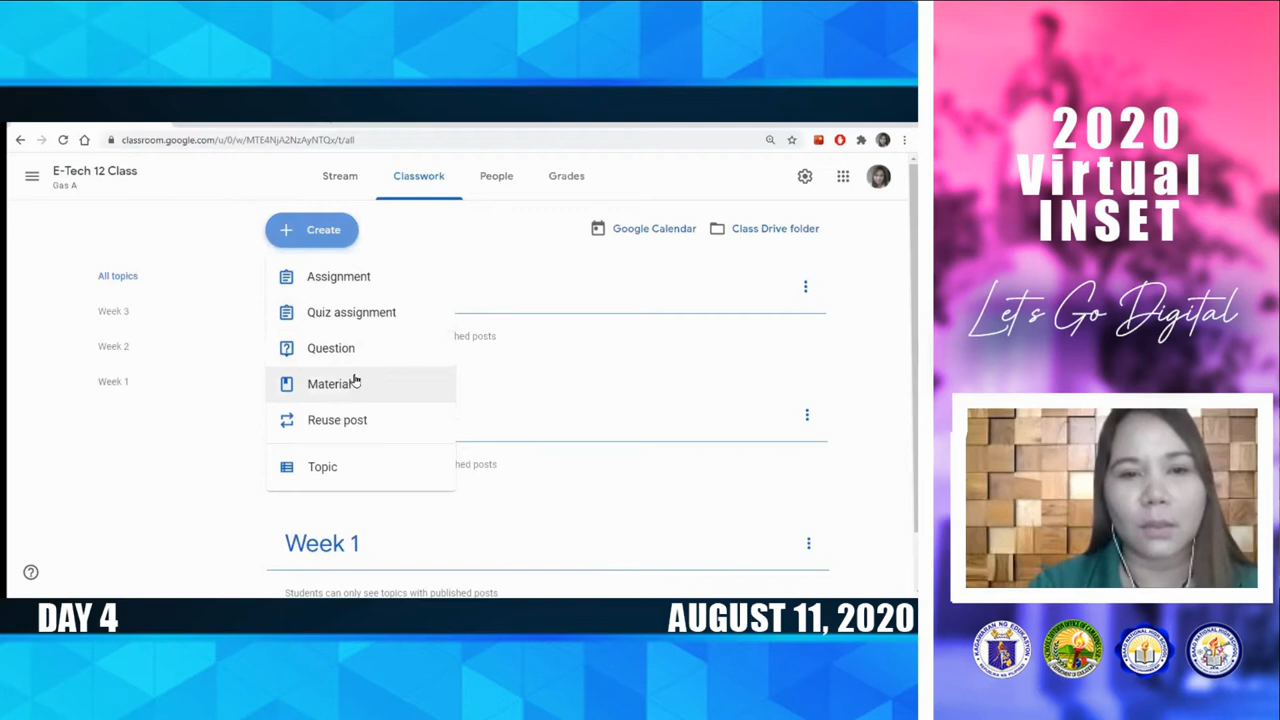 classroom.google.com/u/0/w/MTE4NjA2NzAyNTQx/t/all
E-Tech 12 Class
Gas A
Stream
Classwork
People
Grades
Create
Google Calendar
Class Drive folder
All topics
Week 3
Week 2
Week 1
Assignment
Quiz assignment
Question
Material
Reuse post
Topic
hed posts
hed posts
Week 1
Students can only see topics with published posts
DAY 4
AUGUST 11, 2020
2020
Virtual
INSET
Let's Go Digital